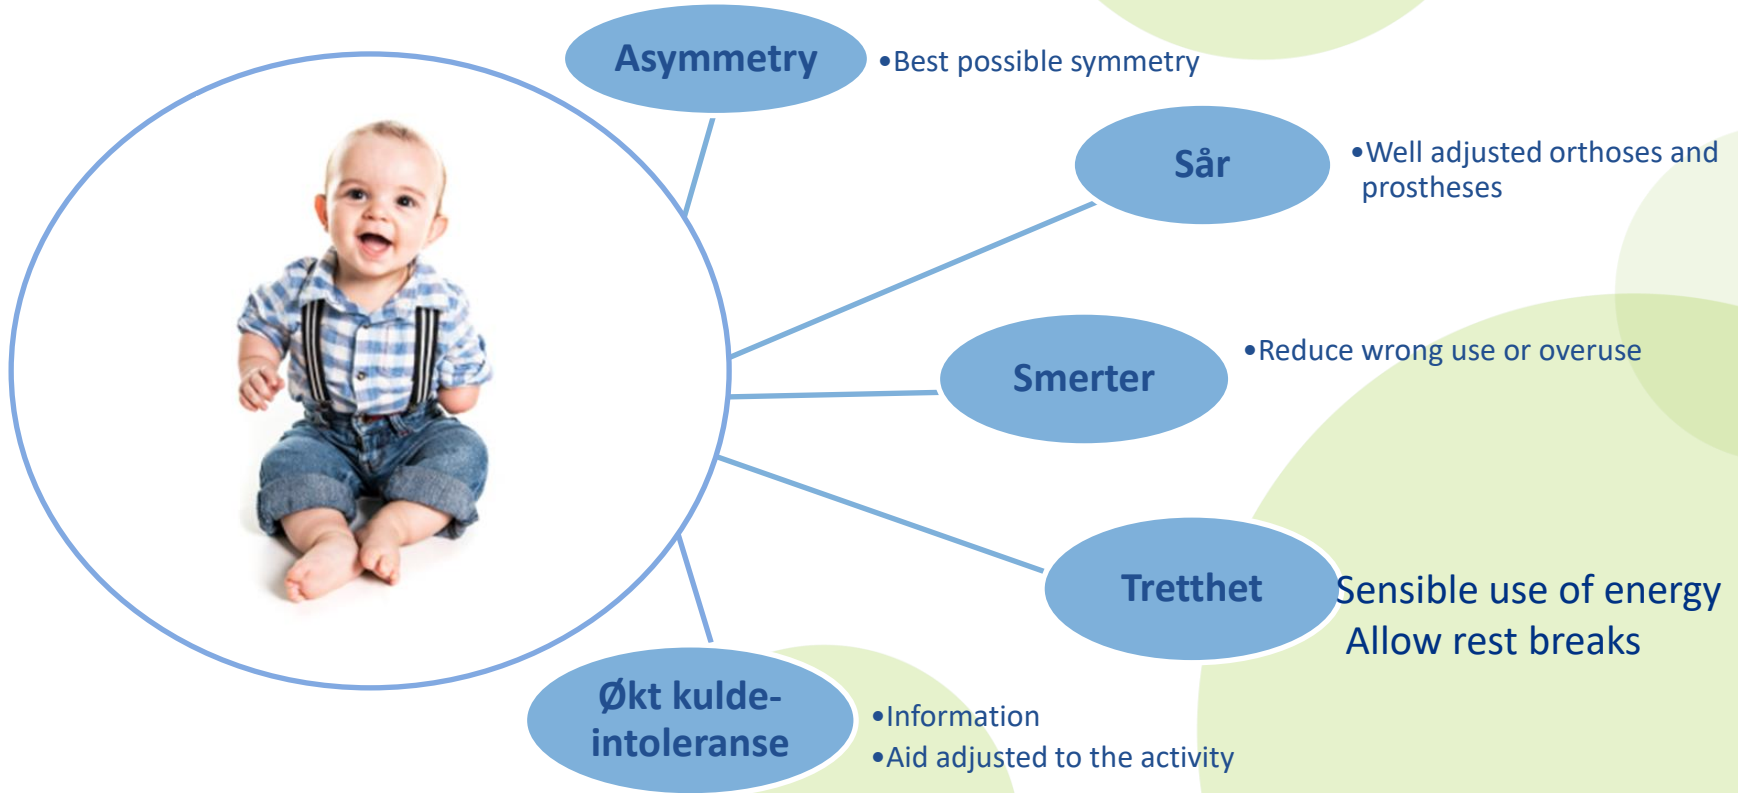 Asymmetry
•Best possible symmetry
Sår
•Well adjusted orthoses and
prostheses
Smerter
•Reduce wrong use or overuse
Tretthet
Sensible use of energy
Allow rest breaks
Økt kulde-
intoleranse
•Information
•Aid adjusted to the activity